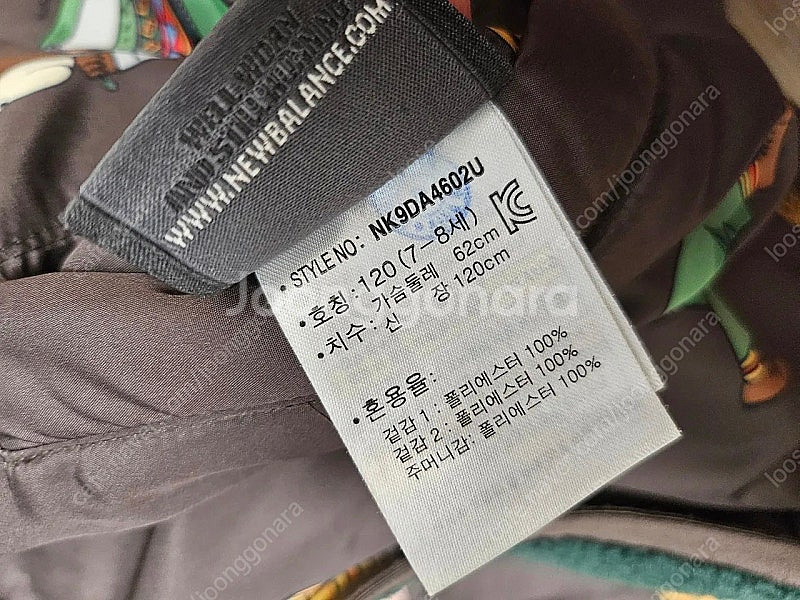 WWW.NEWBALANCE.COM
• STYLE NO: NK9DA4602U
• 호칭 : 120 (7-8세)
• 치수 : 가슴둘레 62cm
신 장 120cm
• 혼용율 :
겉감 1 : 폴리에스터 100%
겉감 2 : 폴리에스터 100%
주머니감: 폴리에스터 100%
Joonggonara